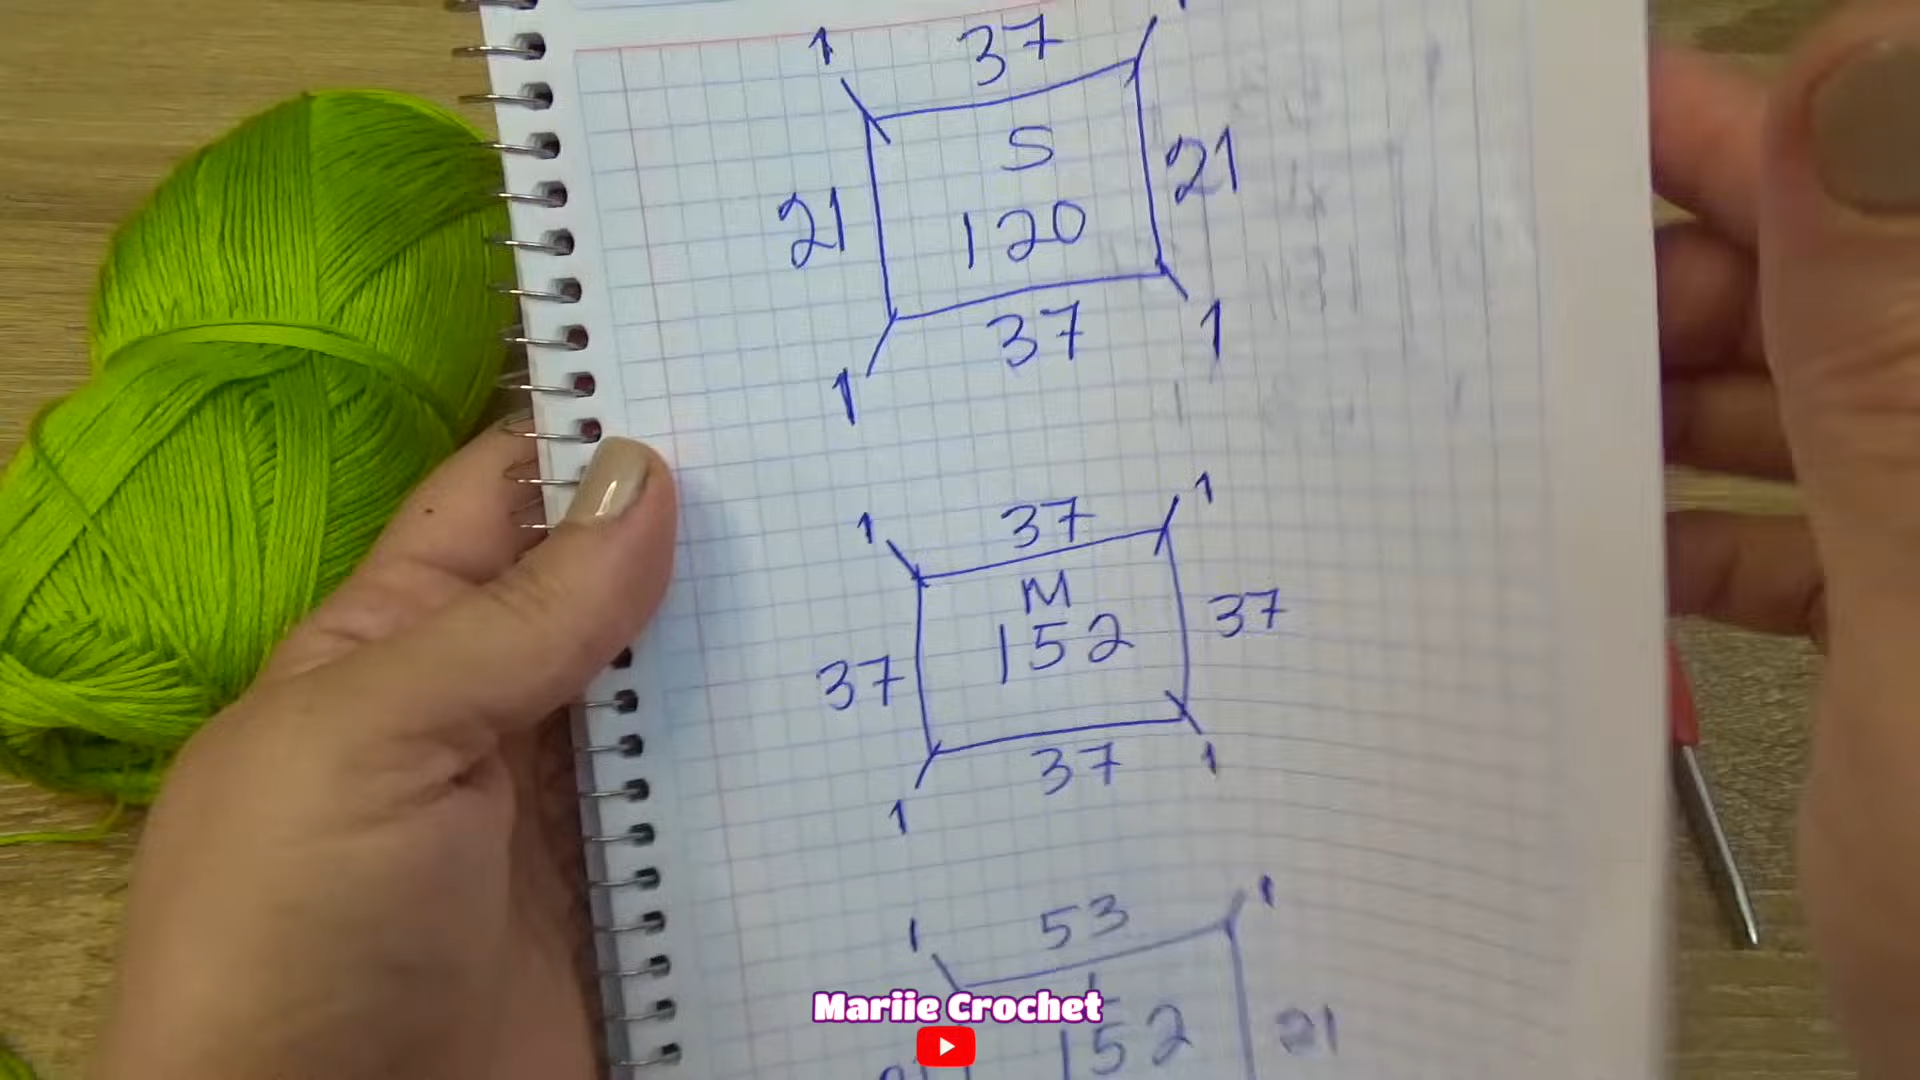 1 37
S
21 120 21
1 37 1
1 37 1
M
37 152 37
1 37 1
1 53 1
L
152 21
Mariie Crochet